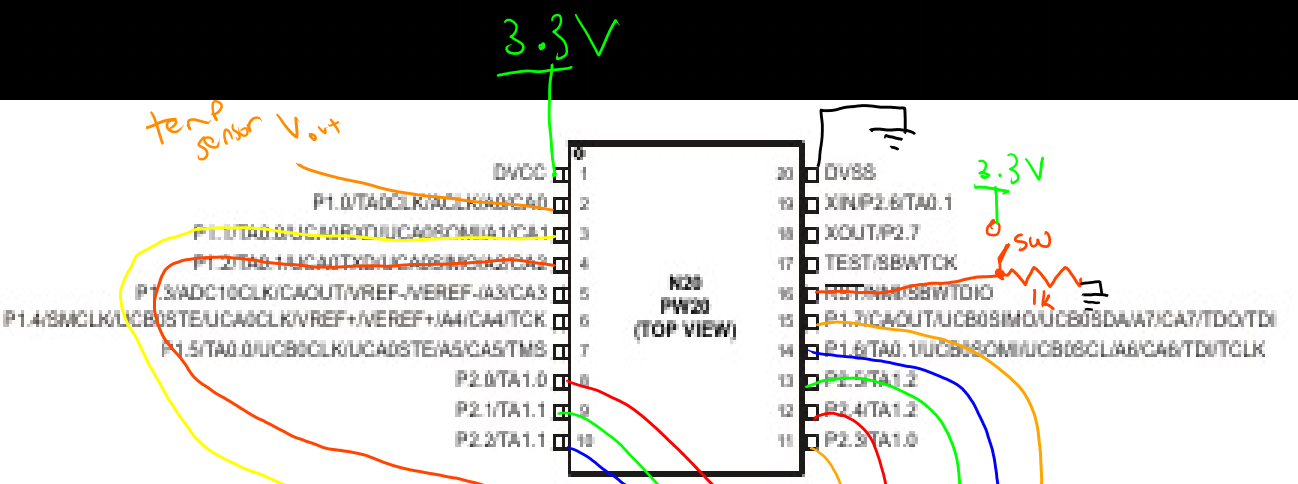 3.3V
temp sensor Vout
DVCC 1
P1.0/TA0CLK/ACLK/A0/CA0 2
P1.1/TA0.0/UCA0RXD/UCA0SOMI/A1/CA1 3
P1.2/TA0.1/UCA0TXD/UCA0SIMO/A2/CA2 4
P1.3/ADC10CLK/CAOUT/VREF-/VEREF-/A3/CA3 5
P1.4/SMCLK/UCB0STE/UCA0CLK/VREF+/VEREF+/A4/CA4/TCK 6
P1.5/TA0.0/UCB0CLK/UCA0STE/A5/CA5/TMS 7
P2.0/TA1.0 8
P2.1/TA1.1 9
P2.2/TA1.1 10
N20
PW20
(TOP VIEW)
20 DVSS
19 XIN/P2.6/TA0.1
18 XOUT/P2.7
17 TEST/SBWTCK
16 RST/NMI/SBWTDIO
15 P1.7/CAOUT/UCB0SIMO/UCB0SDA/A7/CA7/TDO/TDI
14 P1.6/TA0.1/UCB0SOMI/UCB0SCL/A6/CA6/TDI/TCLK
13 P2.5/TA1.2
12 P2.4/TA1.2
11 P2.3/TA1.0
3.3V
SW
1K